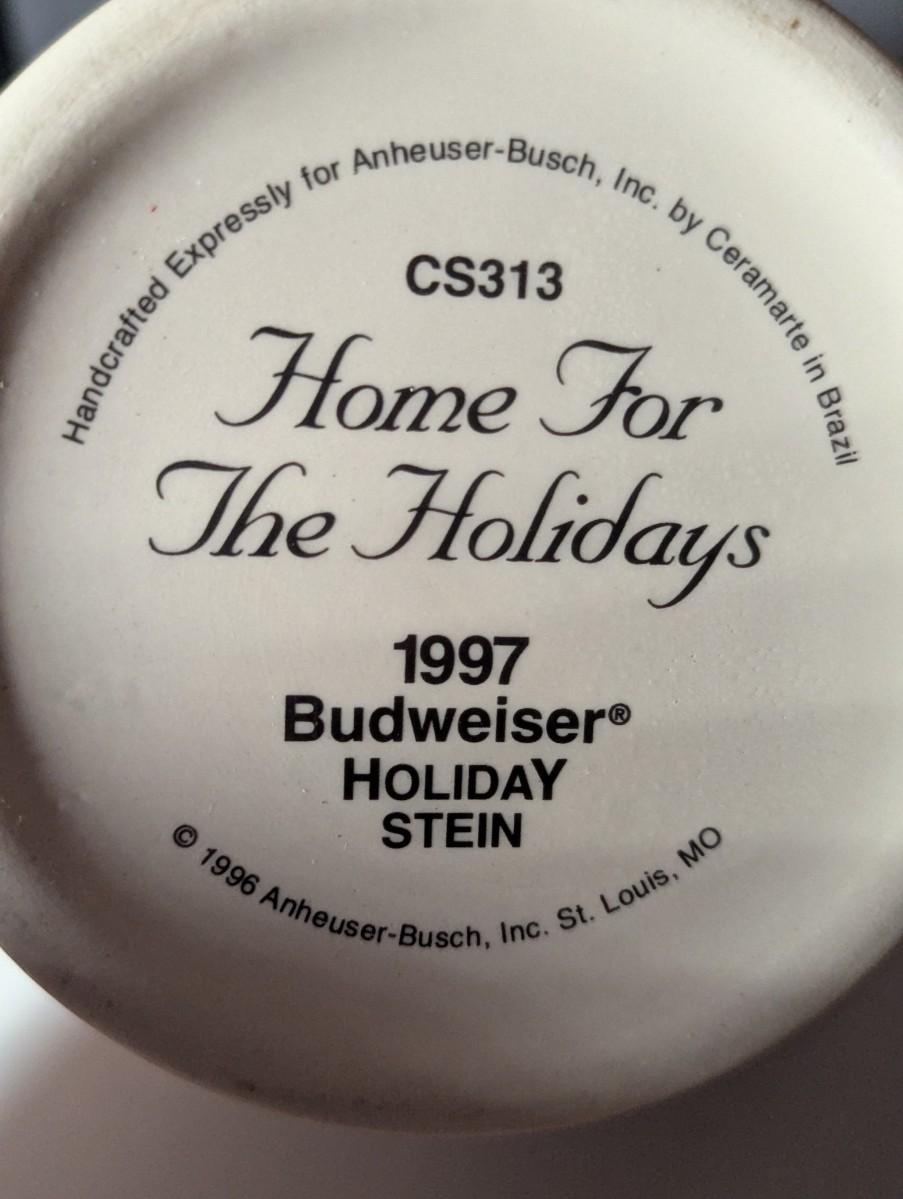 Handcrafted Expressly for Anheuser-Busch, Inc. by Ceramarte in Brazil
CS313
Home For
The Holidays
1997
Budweiser®
HOLIDAY
STEIN
© 1996 Anheuser-Busch, Inc. St. Louis, MO